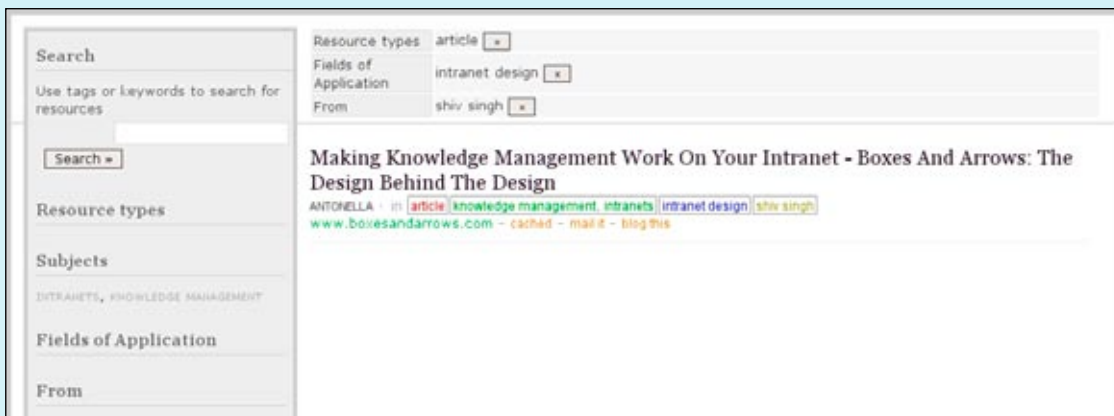 Search
Use tags or keywords to search for
resources
Search »
Resource types
Subjects
INTRANETS, KNOWLEDGE MANAGEMENT
Fields of Application
From
Resource types article x
Fields of
Application intranet design x
From shiv singh x
Making Knowledge Management Work On Your Intranet - Boxes And Arrows: The
Design Behind The Design
ANTONELLA - in article knowledge management, intranets intranet design shiv singh
www.boxesandarrows.com - cached - mail it - blog this